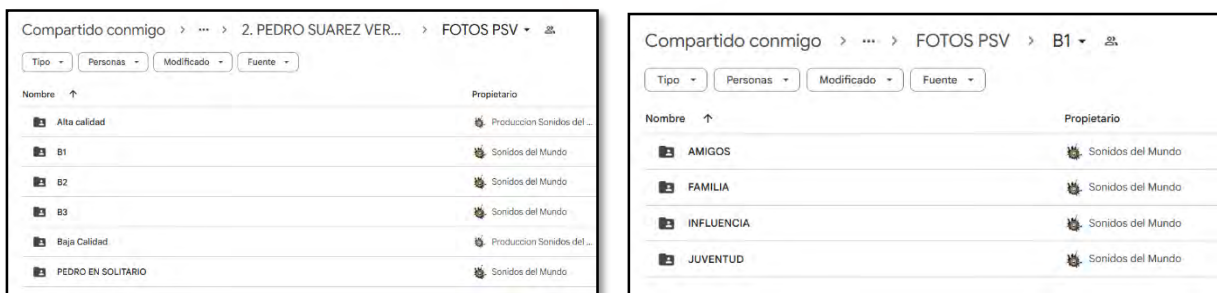 Compartido conmigo > ... > 2. PEDRO SUAREZ VER... > FOTOS PSV
Tipo Personas Modificado Fuente
Nombre ↑ Propietario
Alta calidad Produccion Sonidos del ...
B1 Sonidos del Mundo
B2 Sonidos del Mundo
B3 Sonidos del Mundo
Baja Calidad Produccion Sonidos del ...
PEDRO EN SOLITARIO Sonidos del Mundo
Compartido conmigo > ... > FOTOS PSV > B1
Tipo Personas Modificado Fuente
Nombre ↑ Propietario
AMIGOS Sonidos del Mundo
FAMILIA Sonidos del Mundo
INFLUENCIA Sonidos del Mundo
JUVENTUD Sonidos del Mundo